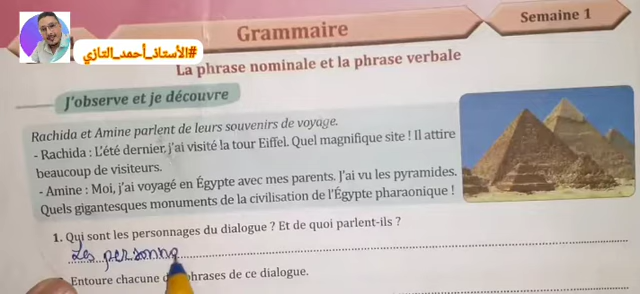 Grammaire
Semaine 1
#الأستاذ_أحمد_التازي
La phrase nominale et la phrase verbale
J'observe et je découvre
Rachida et Amine parlent de leurs souvenirs de voyage.
- Rachida : L'été dernier, j'ai visité la tour Eiffel. Quel magnifique site ! Il attire
beaucoup de visiteurs.
- Amine : Moi, j'ai voyagé en Égypte avec mes parents. J'ai vu les pyramides.
Quels gigantesques monuments de la civilisation de l'Égypte pharaonique !
1. Qui sont les personnages du dialogue ? Et de quoi parlent-ils ?
Les personna
Entoure chacune phrases de ce dialogue.